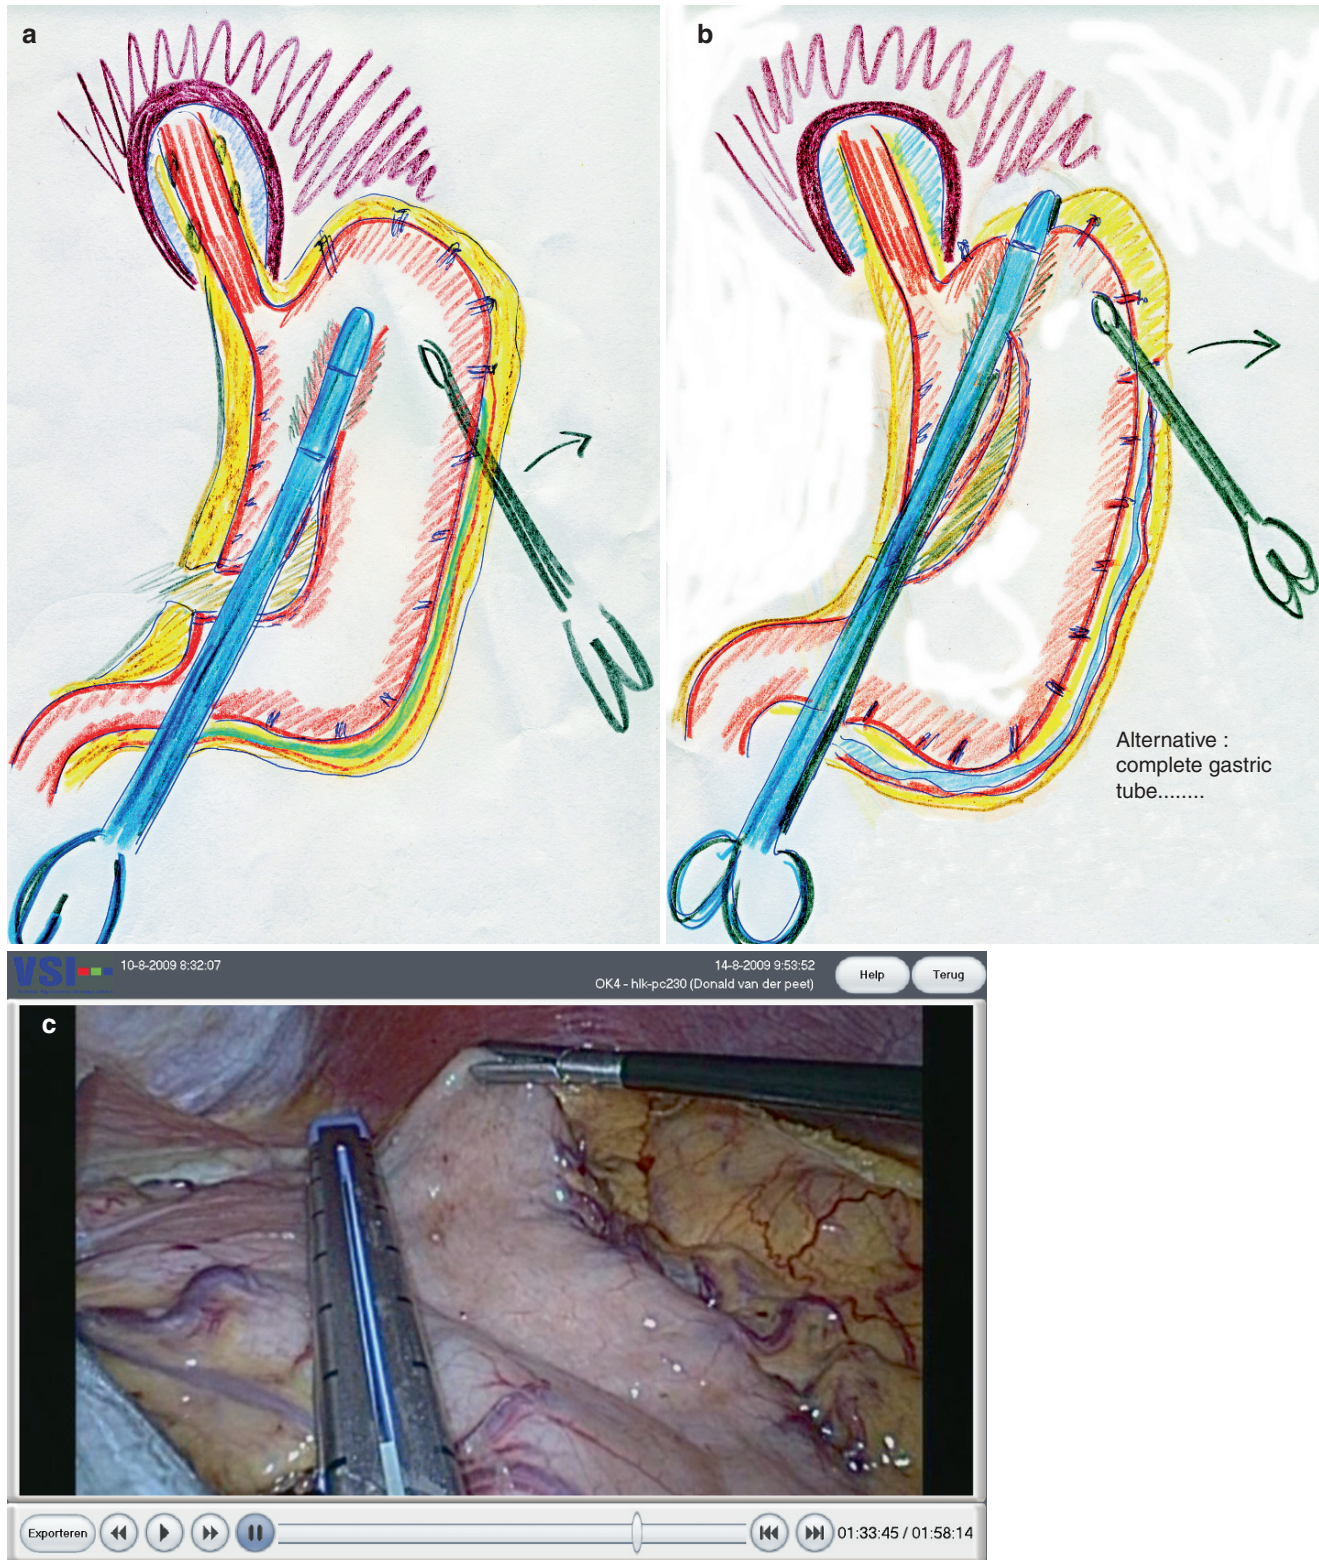 a
b
Alternative :
complete gastric
tube........
VSI
10-8-2009 8:32:07
14-8-2009 9:53:52
OK4 - hlk-pc230 (Donald van der peet)
Help
Terug
c
Exporteren
01:33:45 / 01:58:14